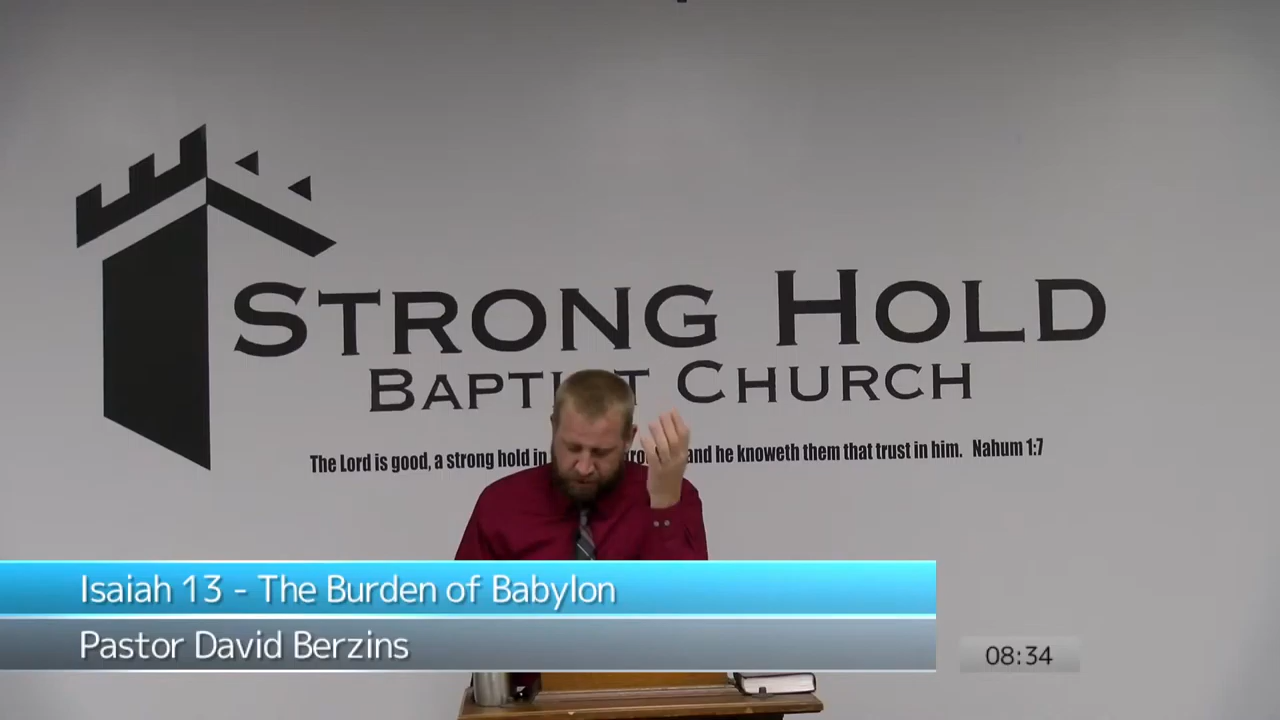 STRONG HOLD
BAPTIST CHURCH
The Lord is good, a strong hold in and he knoweth them that trust in him. Nahum 1:7
Isaiah 13 - The Burden of Babylon
Pastor David Berzins
08:34